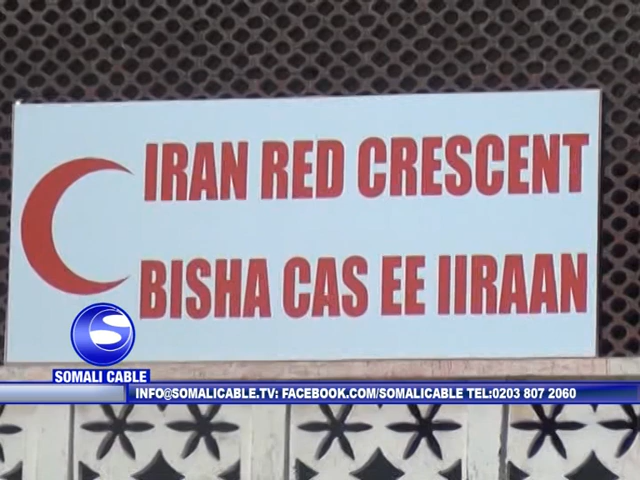 IRAN RED CRESCENT
BISHA CAS EE IIRAAN
S
SOMALI CABLE
INFO@SOMALICABLE.TV: FACEBOOK.COM/SOMALICABLE TEL:0203 807 2060